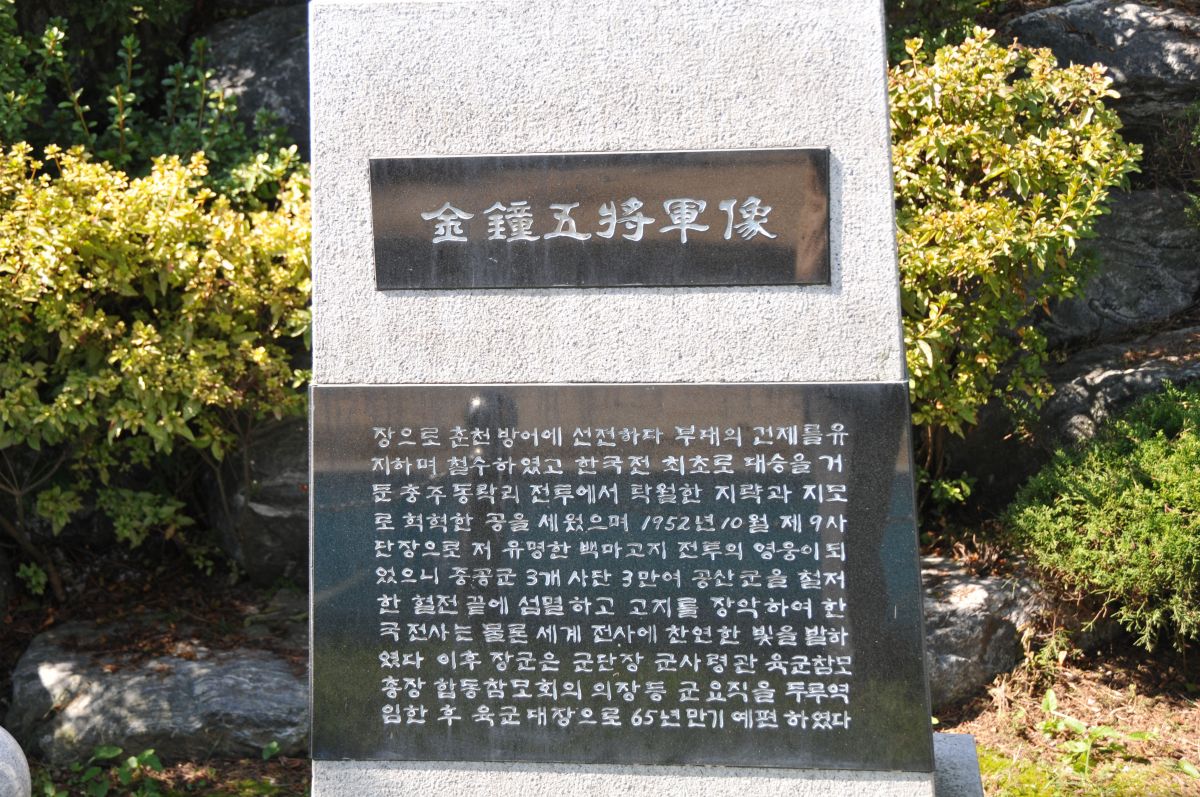 金鐘五將軍像
장으로 춘천 방어에 선전하다 부대의 건재를 유
지하며 철수하였고 한국전 최초로 대승을 거
둔 충주 동락리 전투에서 탁월한 지략과 지모
로 혁혁한 공을 세웠으며 1952년 10월 제9사
단장으로 저 유명한 백마고지 전투의 영웅이 되
었으니 중공군 3개 사단 3만여 공산군을 철저
한 혈전 끝에 섬멸하고 고지를 장악하여 한
국전사는 물론 세계 전사에 찬연한 빛을 발하
였다 이후 장군은 군단장 군사령관 육군참모
총장 합동참모회의 의장등 군요직을 두루역
임한 후 육군대장으로 65년만기 예편하였다